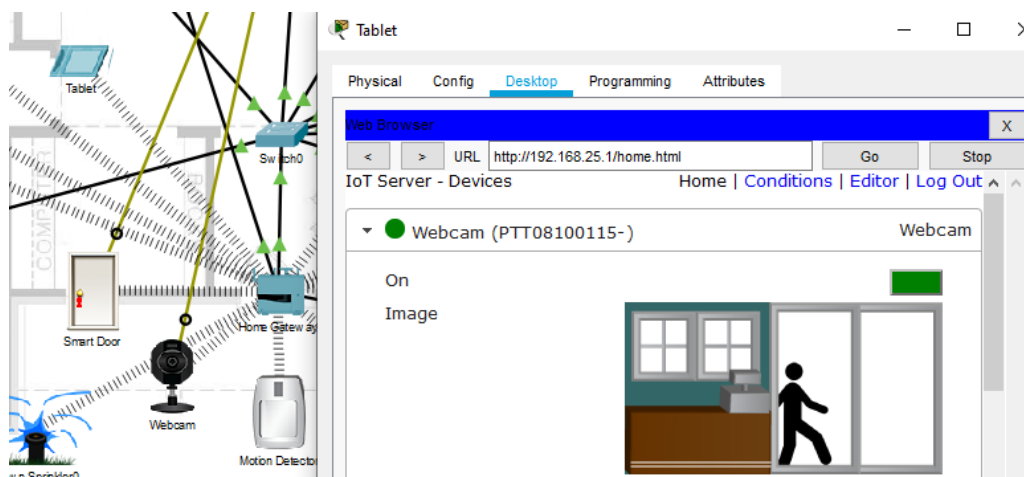 Tablet
Physical Config Desktop Programming Attributes
Web Browser X
< > URL http://192.168.25.1/home.html Go Stop
IoT Server - Devices Home | Conditions | Editor | Log Out
Webcam (PTT08100115-) Webcam
On
Image
Tablet
Switch0
COMPUTER
Smart Door
Home Gateway
Webcam
Motion Detector
Sprinkler0